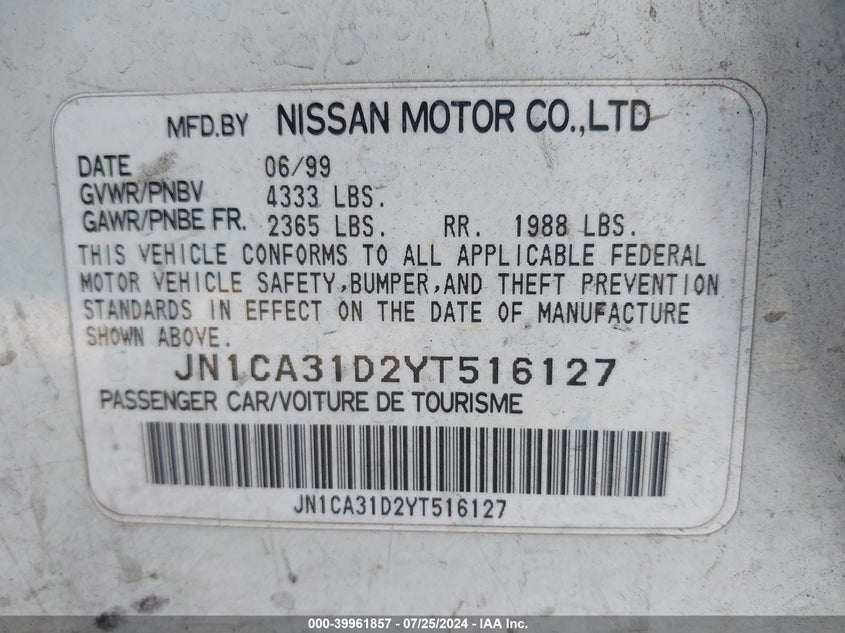 MFD.BY NISSAN MOTOR CO.,LTD
DATE 06/99
GVWR/PNBV 4333 LBS.
GAWR/PNBE FR. 2365 LBS. RR. 1988 LBS.
THIS VEHICLE CONFORMS TO ALL APPLICABLE FEDERAL
MOTOR VEHICLE SAFETY,BUMPER,AND THEFT PREVENTION
STANDARDS IN EFFECT ON THE DATE OF MANUFACTURE
SHOWN ABOVE.
JN1CA31D2YT516127
PASSENGER CAR/VOITURE DE TOURISME
JN1CA31D2YT516127
000-39961857 - 07/25/2024 - IAA Inc.